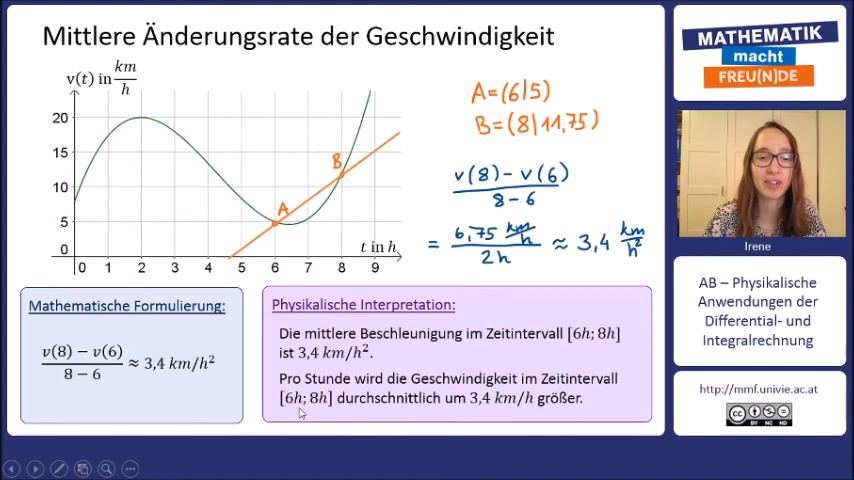 Mittlere Änderungsrate der Geschwindigkeit
v(t) in km/h
20
15
10
5
0
0 1 2 3 4 5 6 7 8 9
t in h
A
B
A=(6|5)
B=(8|11,75)
v(8)-v(6)
8-6
= 6,75 km/h / 2h ≈ 3,4 km/h²
Mathematische Formulierung:
v(8) − v(6)
8 − 6
≈ 3,4 km/h²
Physikalische Interpretation:
Die mittlere Beschleunigung im Zeitintervall [6h; 8h]
ist 3,4 km/h².
Pro Stunde wird die Geschwindigkeit im Zeitintervall
[6h; 8h] durchschnittlich um 3,4 km/h größer.
MATHEMATIK
macht
FREU(N)DE
Irene
AB – Physikalische
Anwendungen der
Differential- und
Integralrechnung
http://mmf.univie.ac.at
cc
BY NC ND